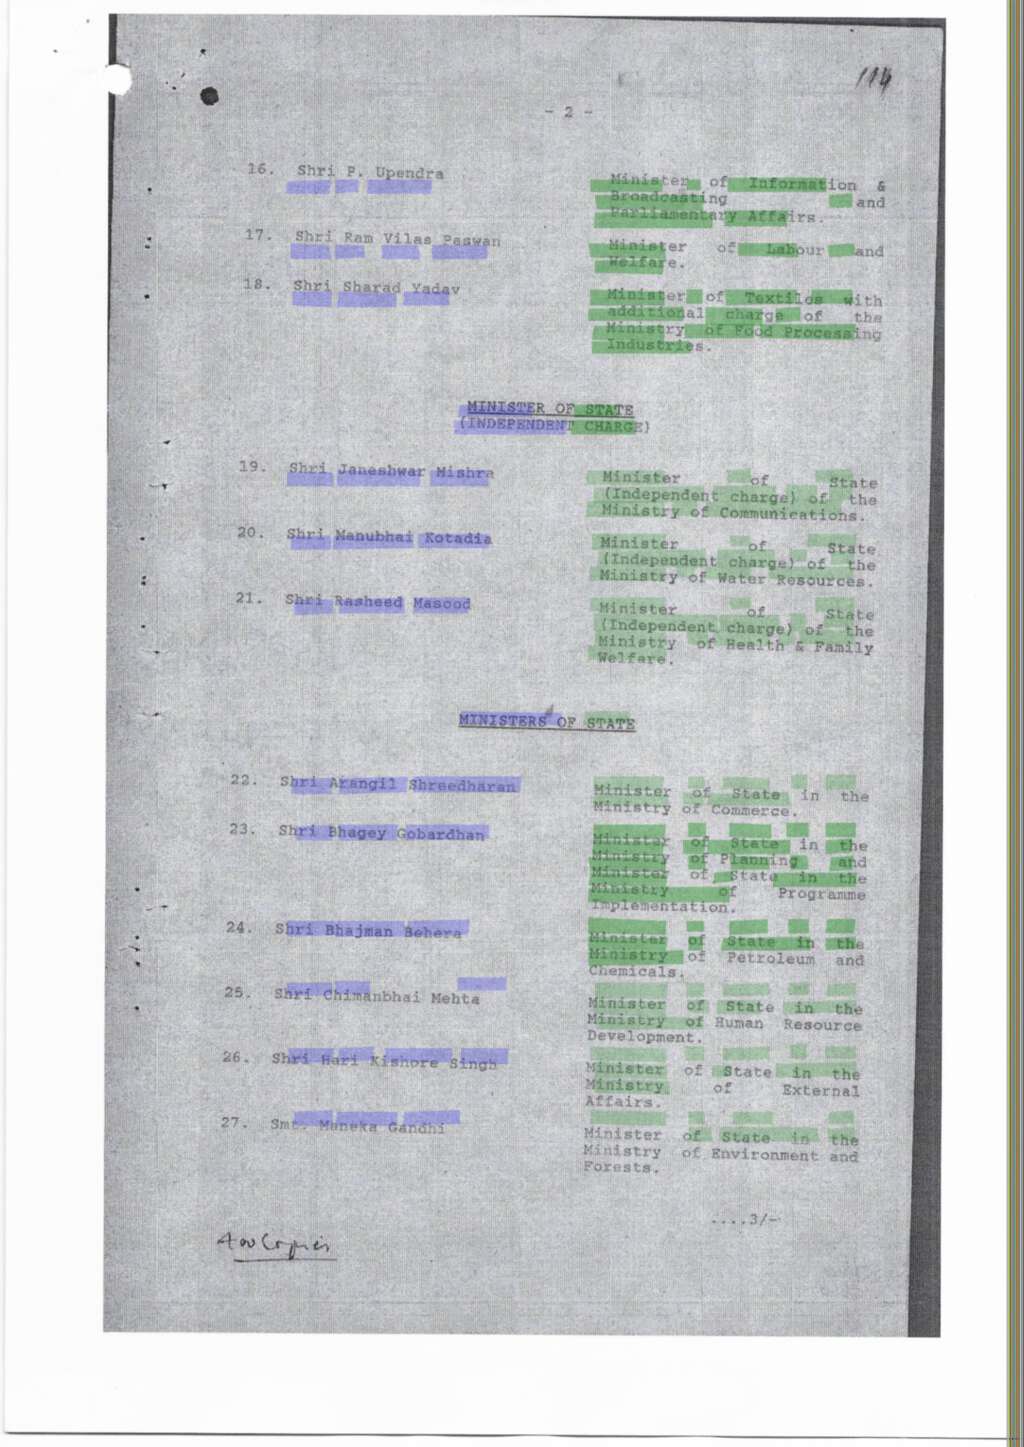 114
- 2 -
16. Shri P. Upendra Minister of Information &
Broadcasting and
Parliamentary Affairs.
17. Shri Ram Vilas Paswan Minister of Labour and
Welfare.
18. Shri Sharad Yadav Minister of Textiles with
additional charge of the
Ministry of Food Processing
Industries.
MINISTER OF STATE
(INDEPENDENT CHARGE)
19. Shri Janeshwar Mishra Minister of State
(Independent charge) of the
Ministry of Communications.
20. Shri Manubhai Kotadia Minister of State
(Independent charge) of the
Ministry of Water Resources.
21. Shri Rasheed Masood Minister of State
(Independent charge) of the
Ministry of Health & Family
Welfare.
MINISTERS OF STATE
22. Shri Arangil Shreedharan Minister of State in the
Ministry of Commerce.
23. Shri Bhagey Gobardhan Minister of State in the
Ministry of Planning and
Minister of State in the
Ministry of Programme
Implementation.
24. Shri Bhajman Behera Minister of State in the
Ministry of Petroleum and
Chemicals.
25. Shri Chimanbhai Mehta Minister of State in the
Ministry of Human Resource
Development.
26. Shri Hari Kishore Singh Minister of State in the
Ministry of External
Affairs.
27. Smt. Maneka Gandhi Minister of State in the
Ministry of Environment and
Forests.
....3/-
400 Copies